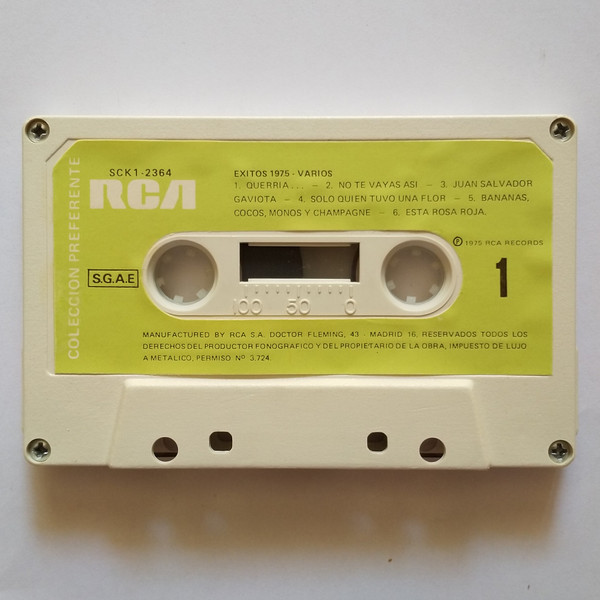 COLECCION PREFERENTE
SCK1-2364
RCA
EXITOS 1975 - VARIOS
1. QUERRIA... – 2. NO TE VAYAS ASI – 3. JUAN SALVADOR
GAVIOTA – 4. SOLO QUIEN TUVO UNA FLOR – 5. BANANAS,
COCOS, MONOS Y CHAMPAGNE – 6. ESTA ROSA ROJA.
Ⓟ 1975 RCA RECORDS
S.G.A.E
1
100 50 0
MANUFACTURED BY RCA S.A. DOCTOR FLEMING, 43 - MADRID 16. RESERVADOS TODOS LOS
DERECHOS DEL PRODUCTOR FONOGRAFICO Y DEL PROPIETARIO DE LA OBRA, IMPUESTO DE LUJO
A METALICO, PERMISO Nº 3.724